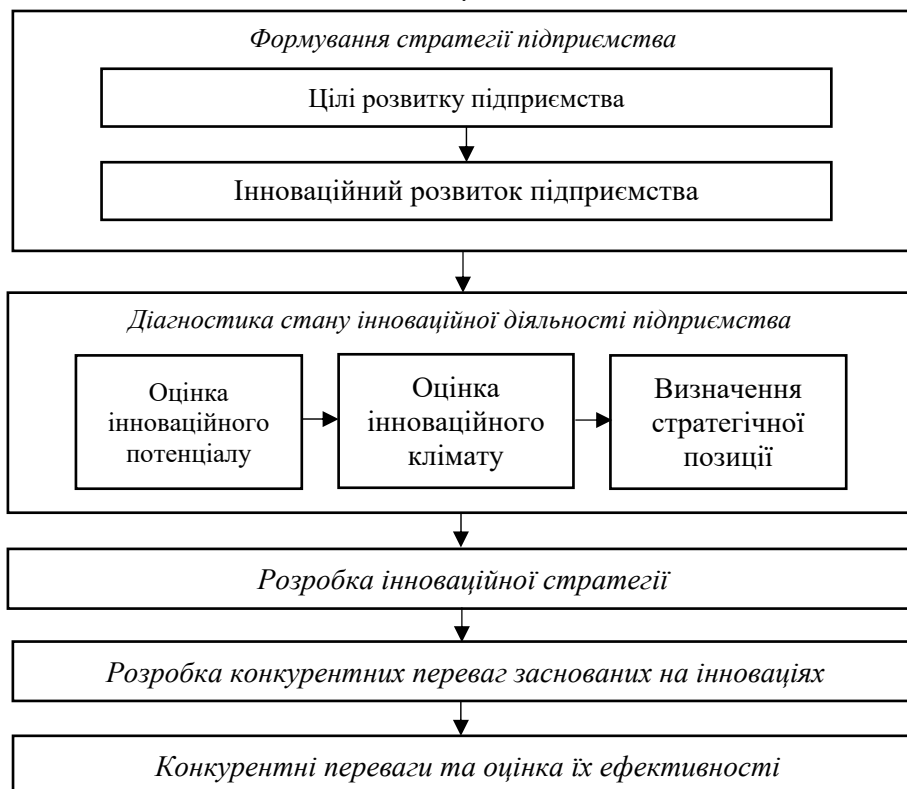 Формування стратегії підприємства
Цілі розвитку підприємства
Інноваційний розвиток підприємства
Діагностика стану інноваційної діяльності підприємства
Оцінка
інноваційного
потенціалу
Оцінка
інноваційного
клімату
Визначення
стратегічної
позиції
Розробка інноваційної стратегії
Розробка конкурентних переваг заснованих на інноваціях
Конкурентні переваги та оцінка їх ефективності